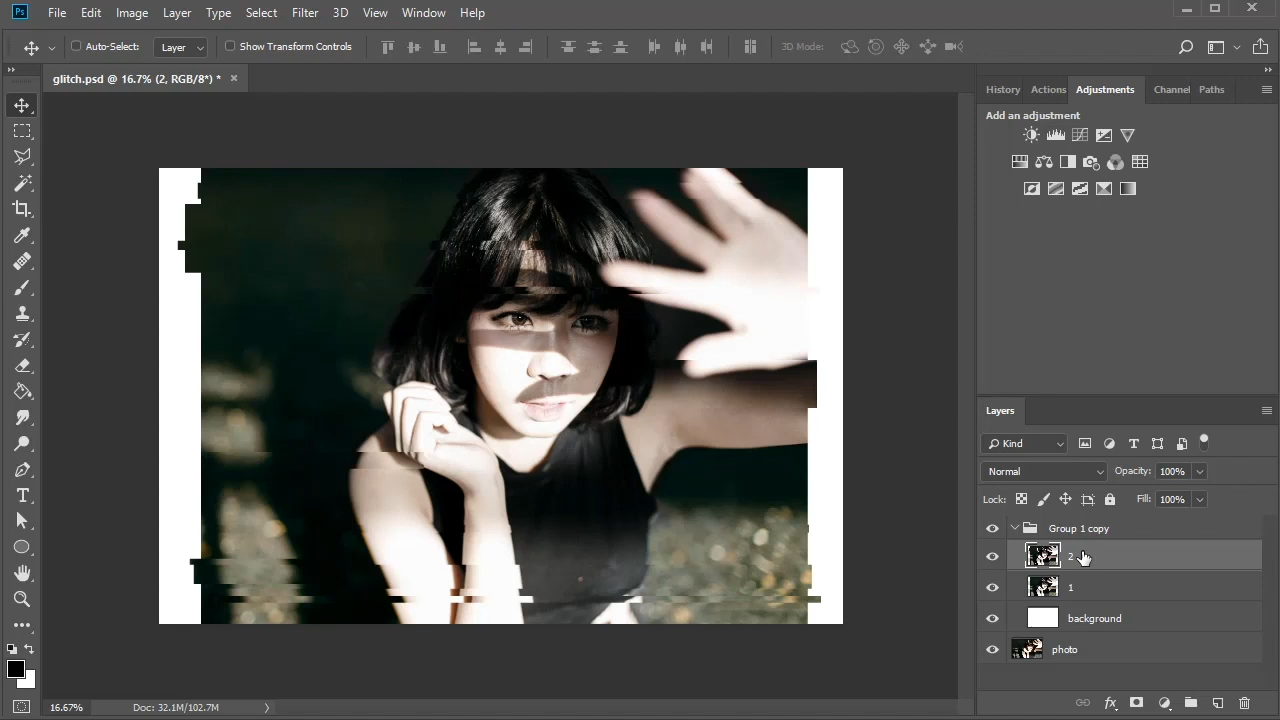 Ps File Edit Image Layer Type Select Filter 3D View Window Help
Auto-Select: Layer Show Transform Controls 3D Mode:
glitch.psd @ 16.7% (2, RGB/8*) *
History Actions Adjustments Channel Paths
Add an adjustment
Layers
Kind
Normal Opacity: 100%
Lock: Fill: 100%
Group 1 copy
2
1
background
photo
fx
16.67% Doc: 32.1M/102.7M